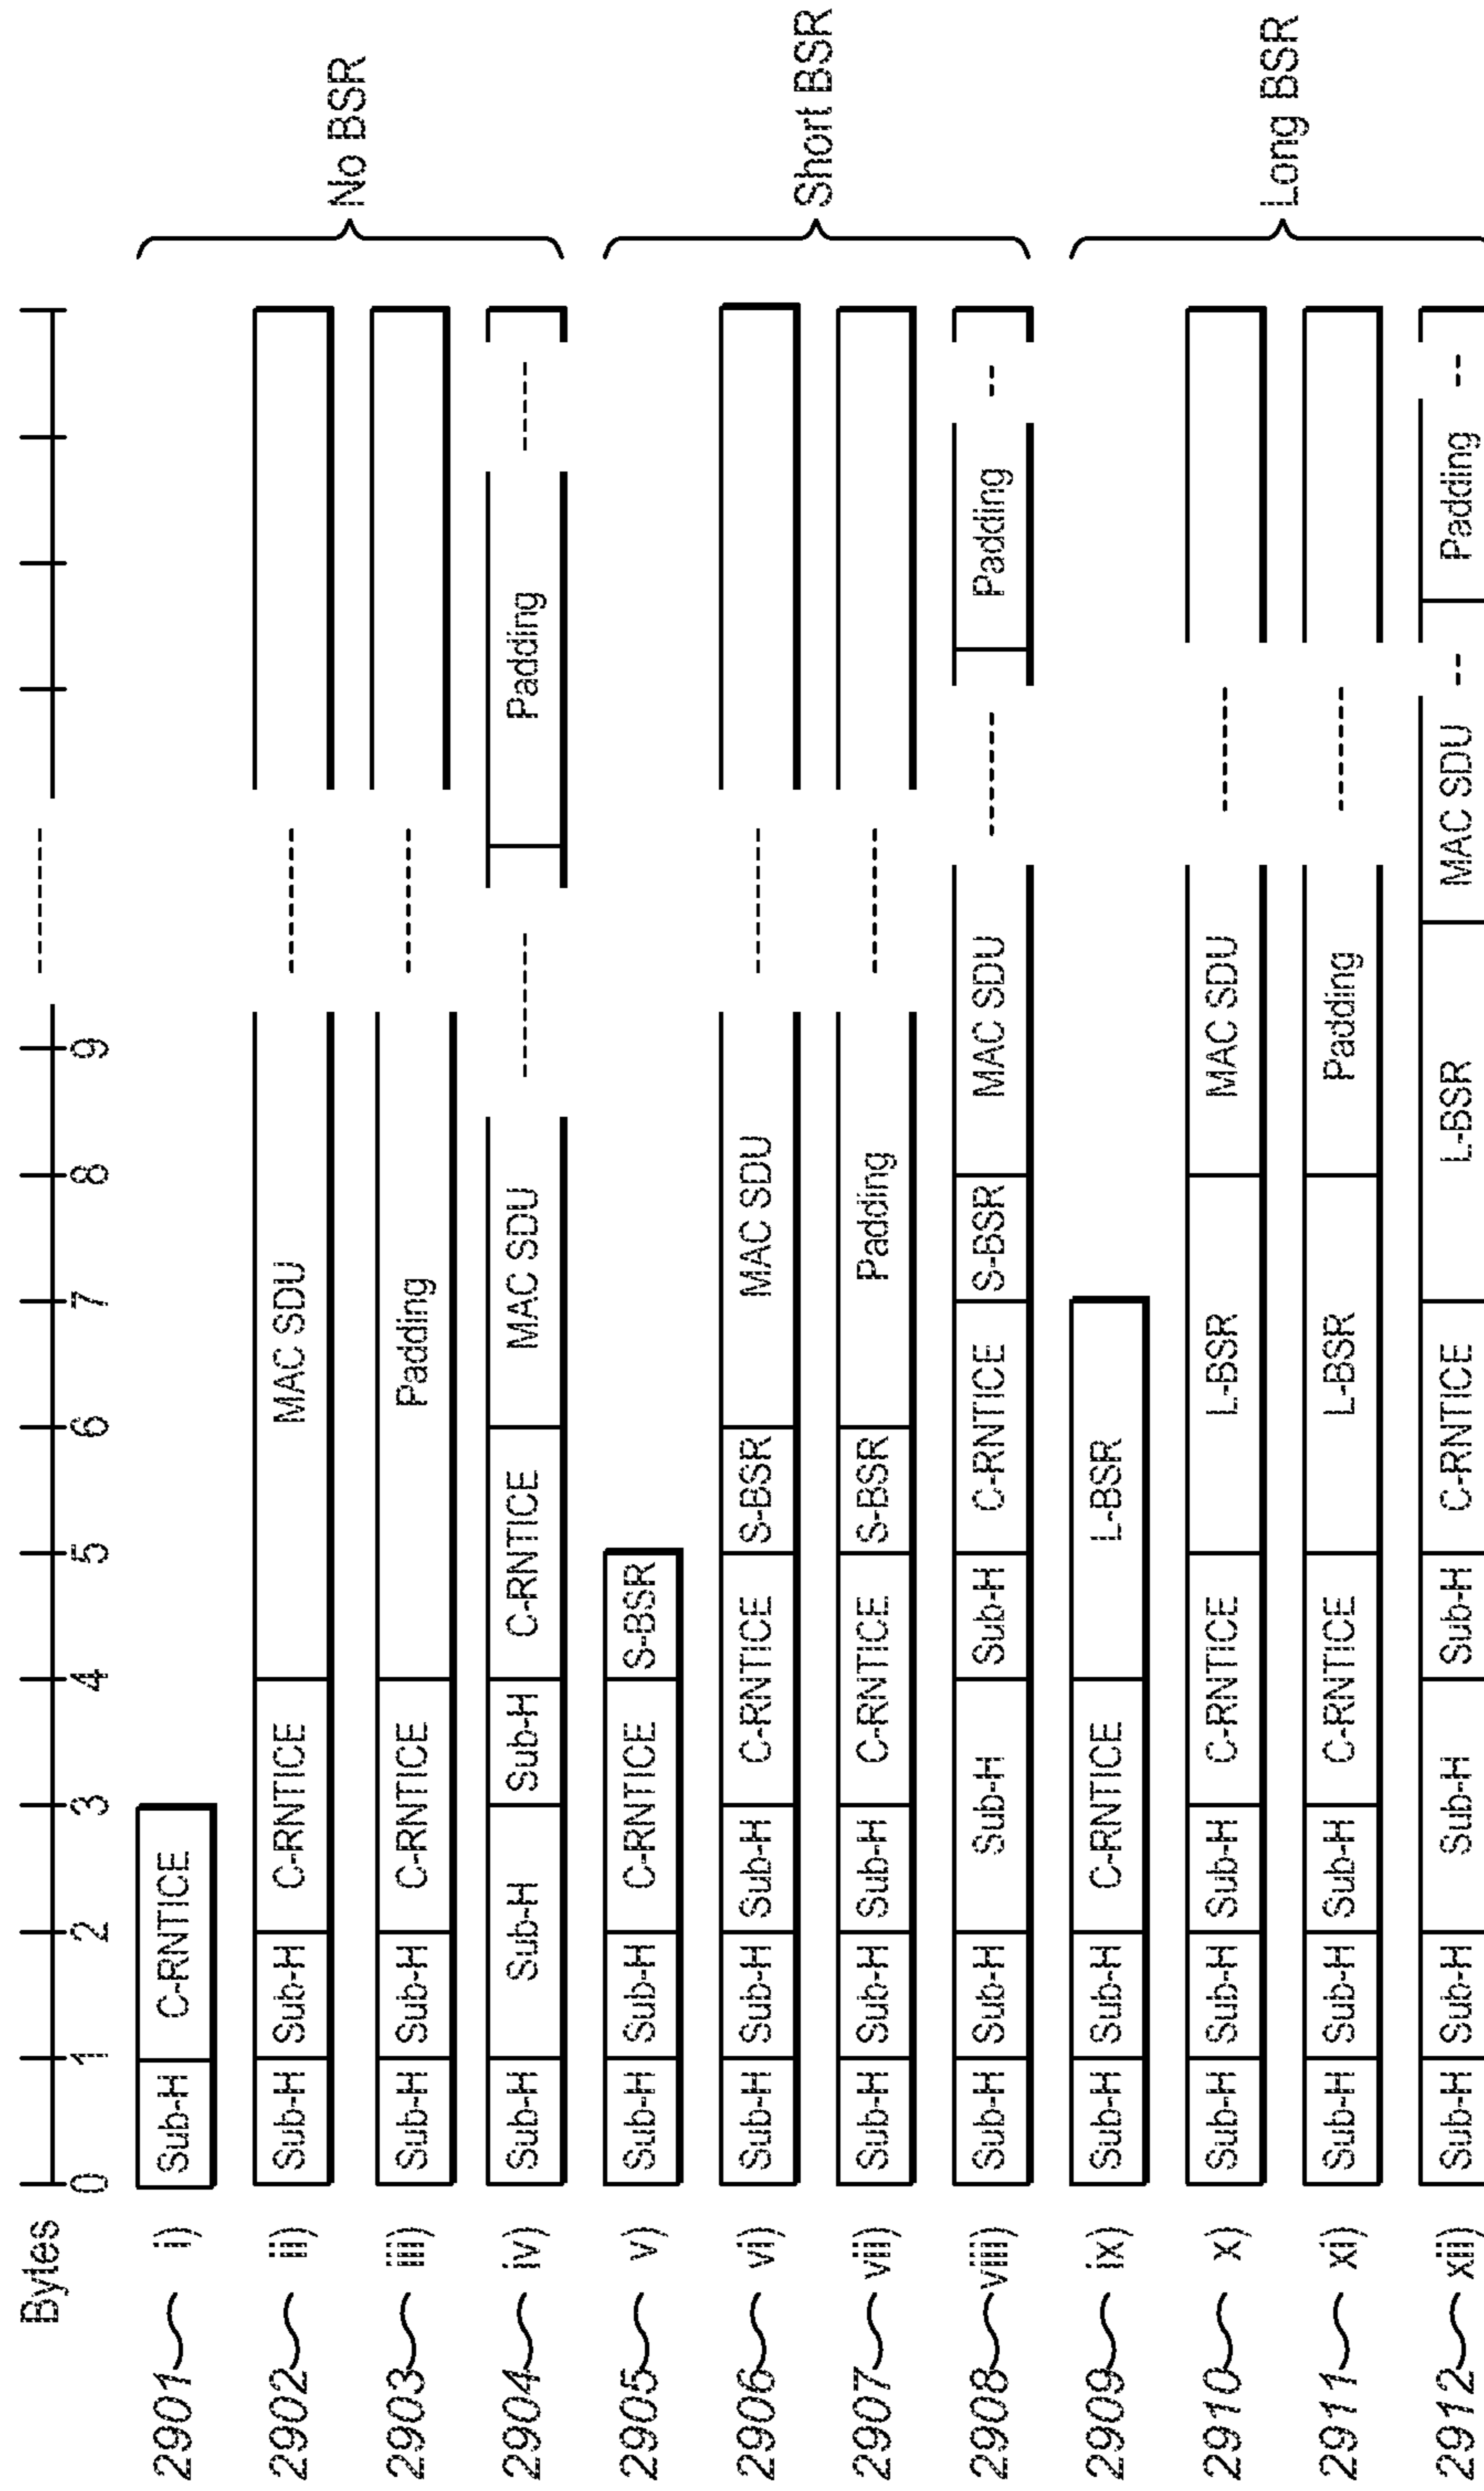 Bytes 0 1 2 3 4 5 6 7 8 9
2901 i) Sub-H C-RNTICE
2902 ii) Sub-H Sub-H C-RNTICE MAC SDU
2903 iii) Sub-H Sub-H C-RNTICE Padding
2904 iv) Sub-H Sub-H Sub-H C-RNTICE MAC SDU Padding
No BSR
2905 v) Sub-H Sub-H C-RNTICE S-BSR
2906 vi) Sub-H Sub-H Sub-H C-RNTICE S-BSR MAC SDU
2907 vii) Sub-H Sub-H Sub-H C-RNTICE S-BSR Padding
2908 viii) Sub-H Sub-H Sub-H Sub-H C-RNTICE S-BSR MAC SDU Padding
Short BSR
2909 ix) Sub-H Sub-H C-RNTICE L-BSR
2910 x) Sub-H Sub-H Sub-H C-RNTICE L-BSR MAC SDU
2911 xi) Sub-H Sub-H Sub-H C-RNTICE L-BSR Padding
2912 xii) Sub-H Sub-H Sub-H Sub-H C-RNTICE L-BSR MAC SDU Padding
Long BSR